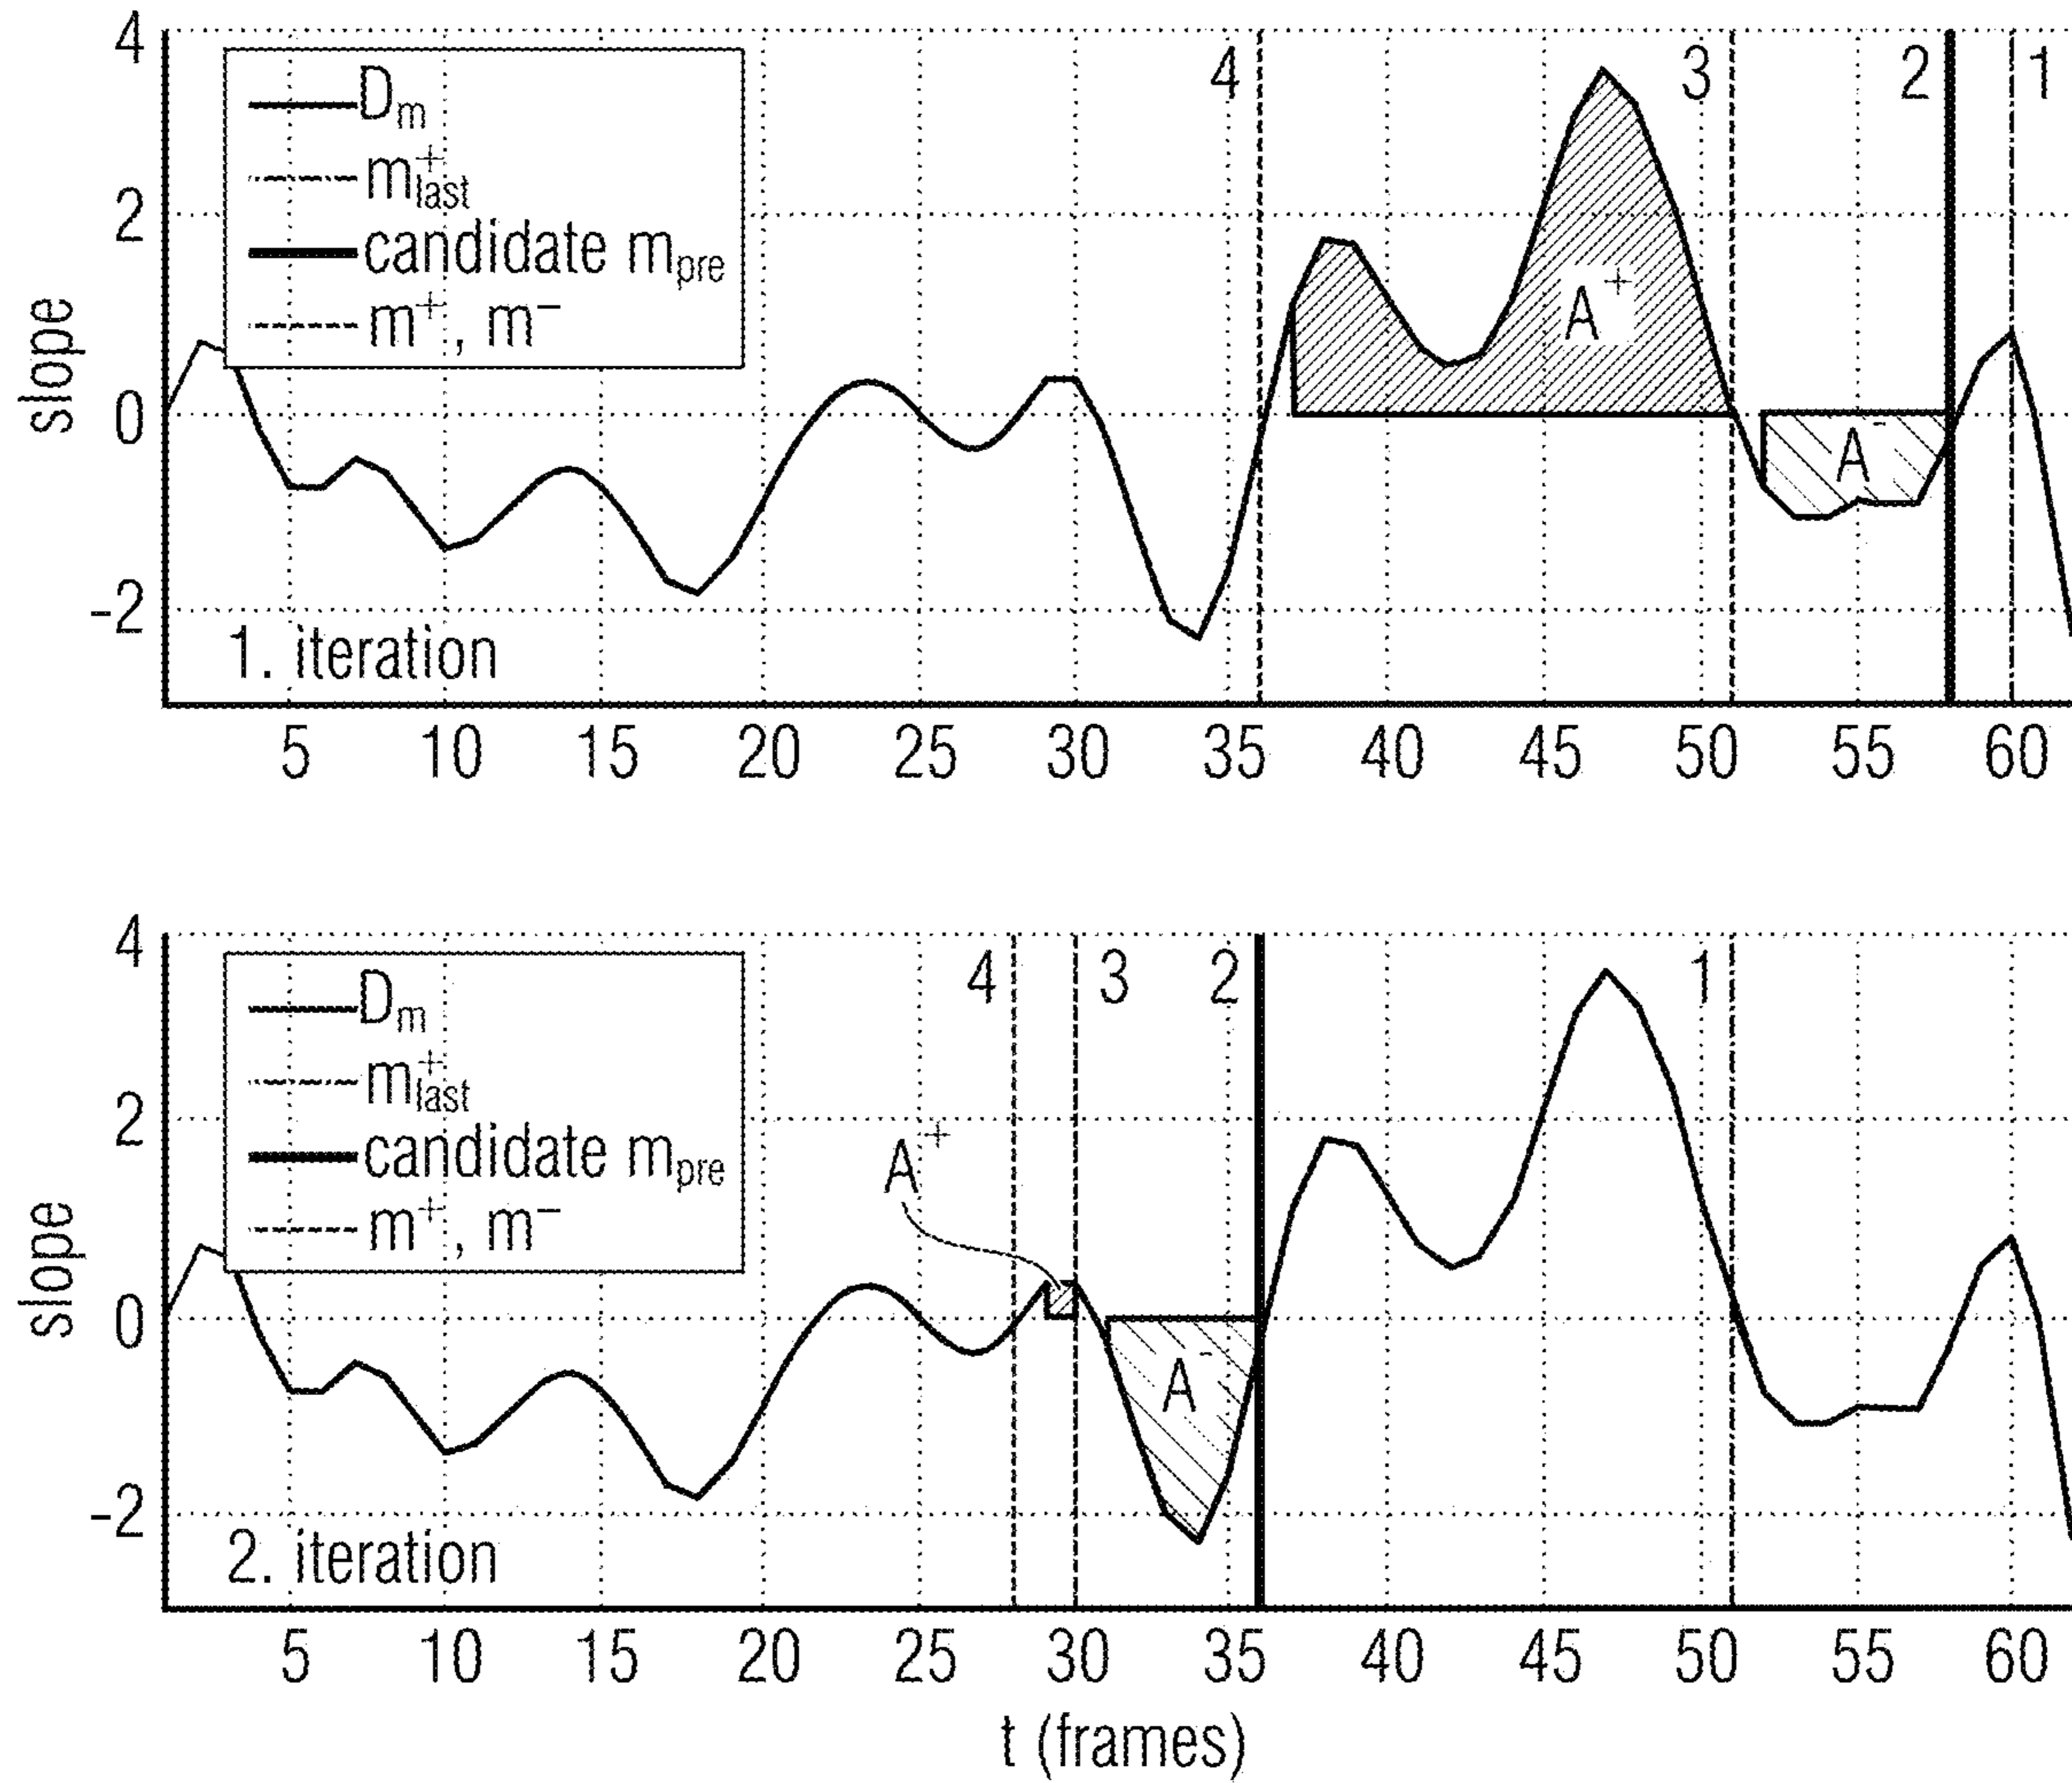 4
2
0
-2
slope
D_m
m^+_last
candidate m_pre
m^+, m^-
4
3
2
1
A^+
A^-
1. iteration
5 10 15 20 25 30 35 40 45 50 55 60
4
2
0
-2
slope
D_m
m^+_last
candidate m_pre
m^+, m^-
4
3
2
1
A^+
A^-
2. iteration
5 10 15 20 25 30 35 40 45 50 55 60
t (frames)